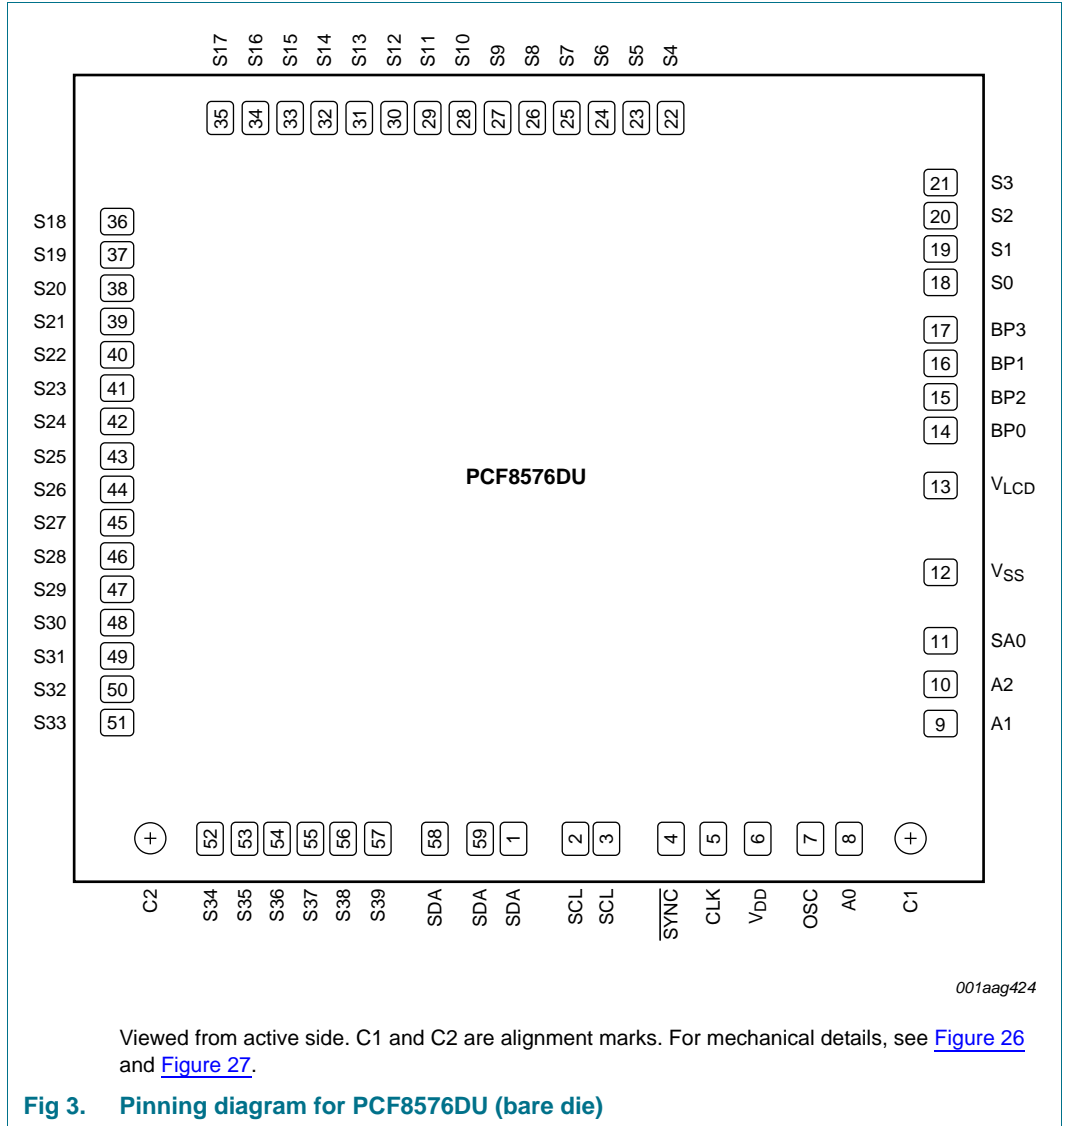 S17 S16 S15 S14 S13 S12 S11 S10 S9 S8 S7 S6 S5 S4
35 34 33 32 31 30 29 28 27 26 25 24 23 22
21 S3
20 S2
19 S1
18 S0
17 BP3
16 BP1
15 BP2
14 BP0
13 VLCD
12 VSS
11 SA0
10 A2
9 A1
S18 36
S19 37
S20 38
S21 39
S22 40
S23 41
S24 42
S25 43
S26 44
S27 45
S28 46
S29 47
S30 48
S31 49
S32 50
S33 51
PCF8576DU
52 53 54 55 56 57 58 59 1 2 3 4 5 6 7 8
C2 S34 S35 S36 S37 S38 S39 SDA SDA SDA SCL SCL SYNC CLK VDD OSC A0 C1
001aag424
Viewed from active side. C1 and C2 are alignment marks. For mechanical details, see Figure 26
and Figure 27.
Fig 3. Pinning diagram for PCF8576DU (bare die)